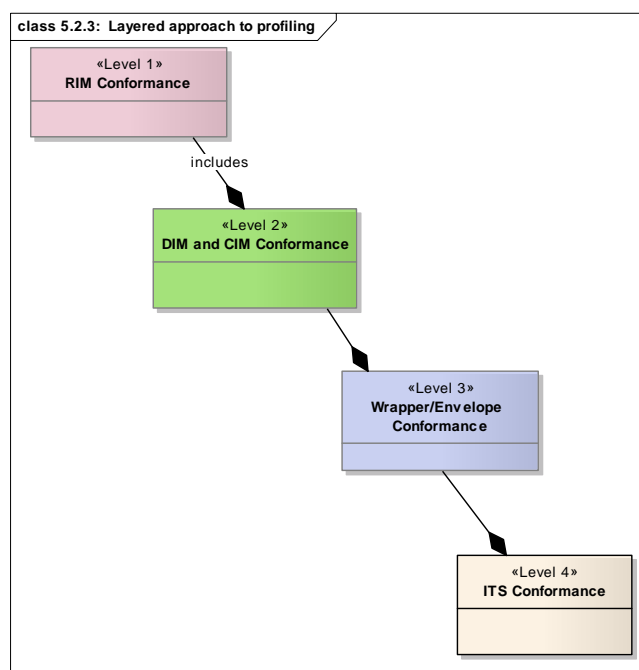 class 5.2.3: Layered approach to profiling
«Level 1»
RIM Conformance
includes
«Level 2»
DIM and CIM Conformance
«Level 3»
Wrapper/Envelope
Conformance
«Level 4»
ITS Conformance